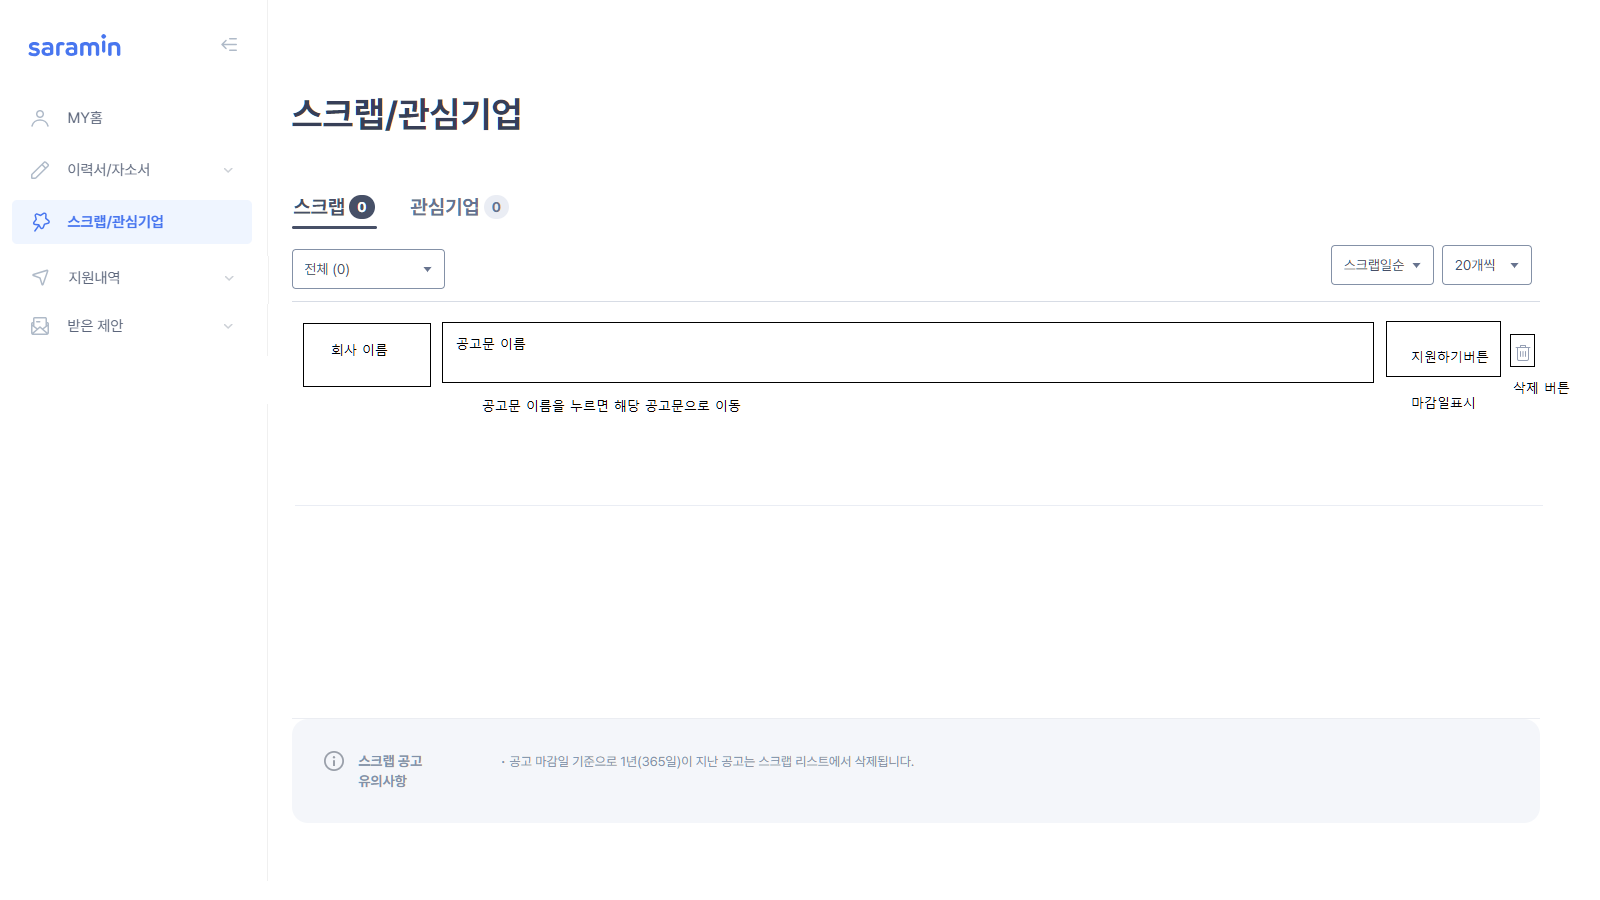 saramin
MY홈
이력서/자소서
스크랩/관심기업
지원내역
받은 제안
스크랩/관심기업
스크랩 0 관심기업 0
전체 (0) 스크랩일순 20개씩
회사 이름 공고문 이름 지원하기버튼
삭제 버튼
공고문 이름을 누르면 해당 공고문으로 이동 마감일표시
스크랩 공고 · 공고 마감일 기준으로 1년(365일)이 지난 공고는 스크랩 리스트에서 삭제됩니다.
유의사항